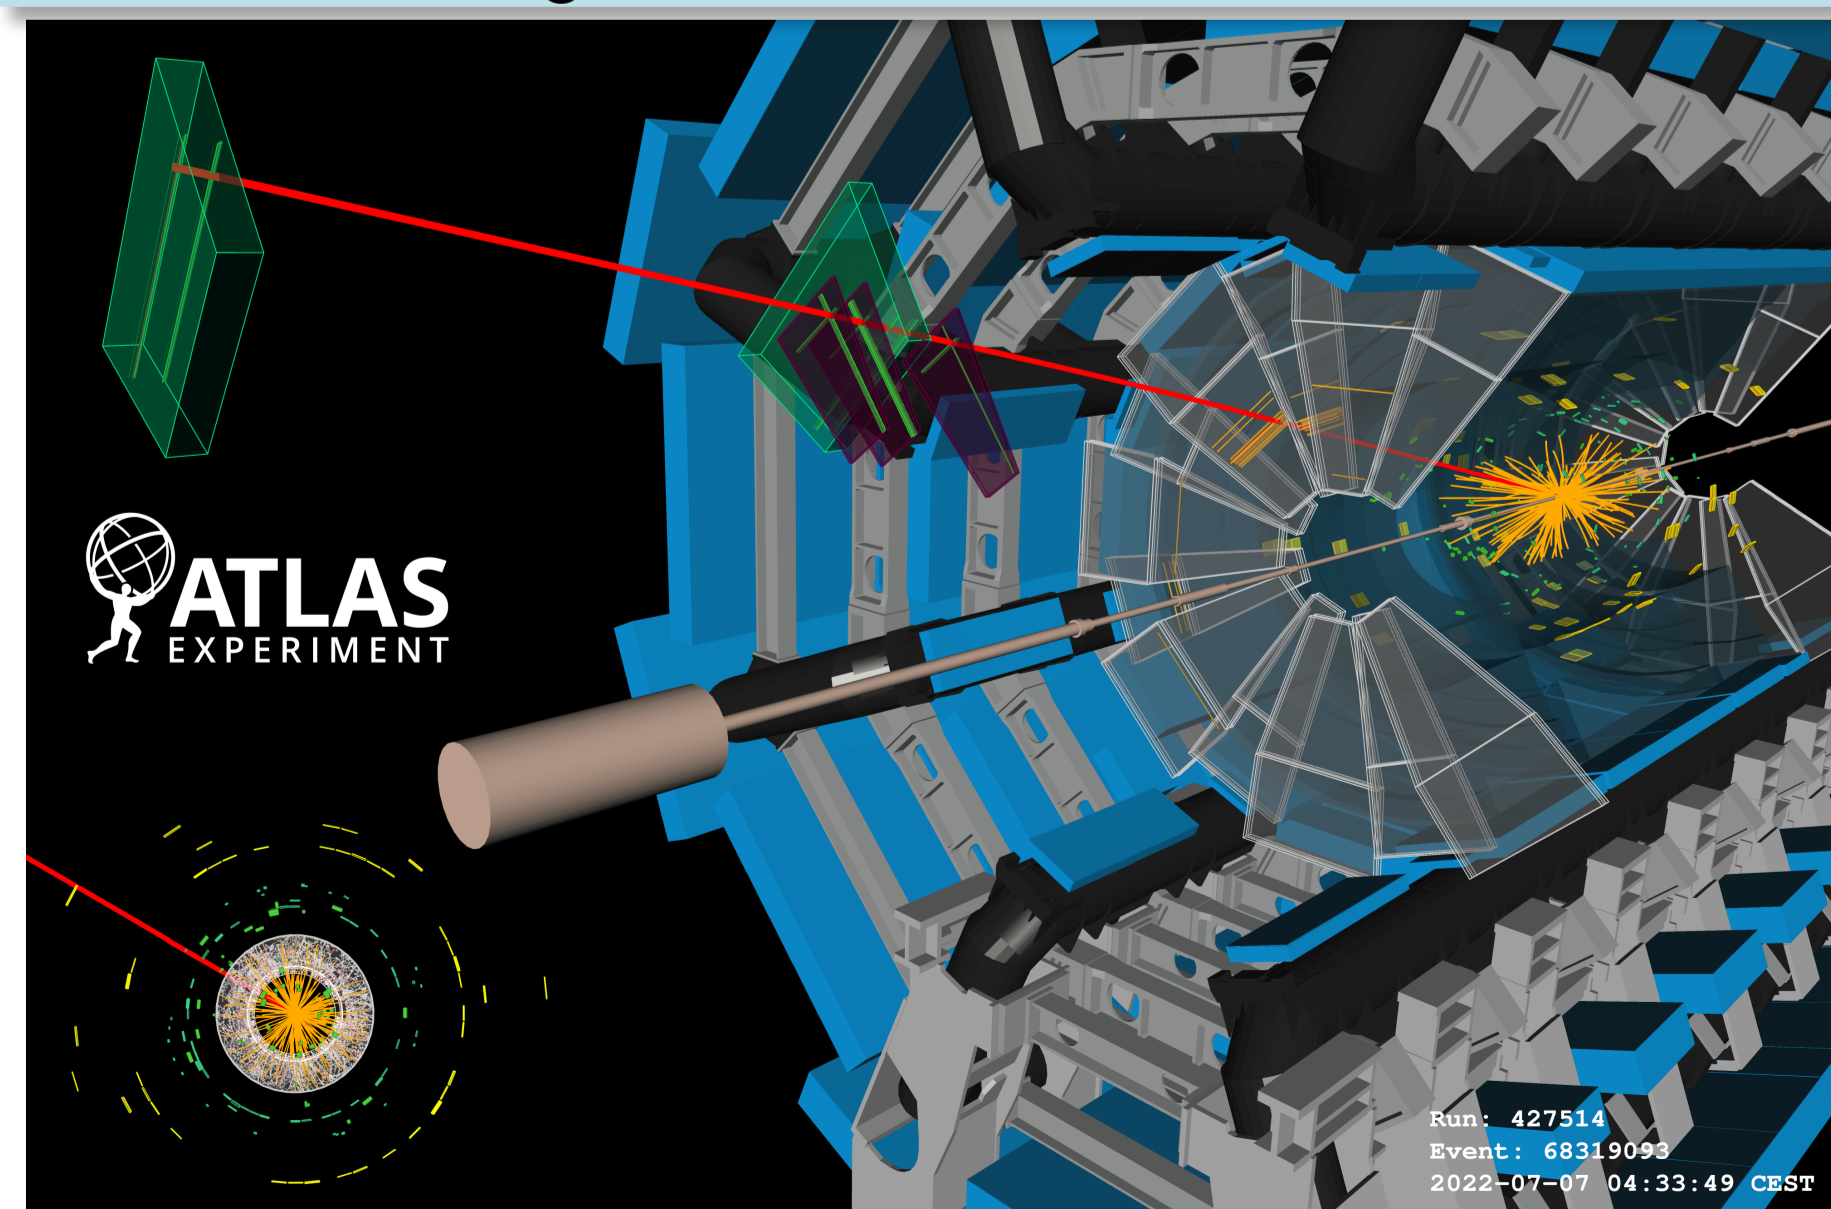 ATLAS
EXPERIMENT
Run: 427514
Event: 68319093
2022-07-07 04:33:49 CEST